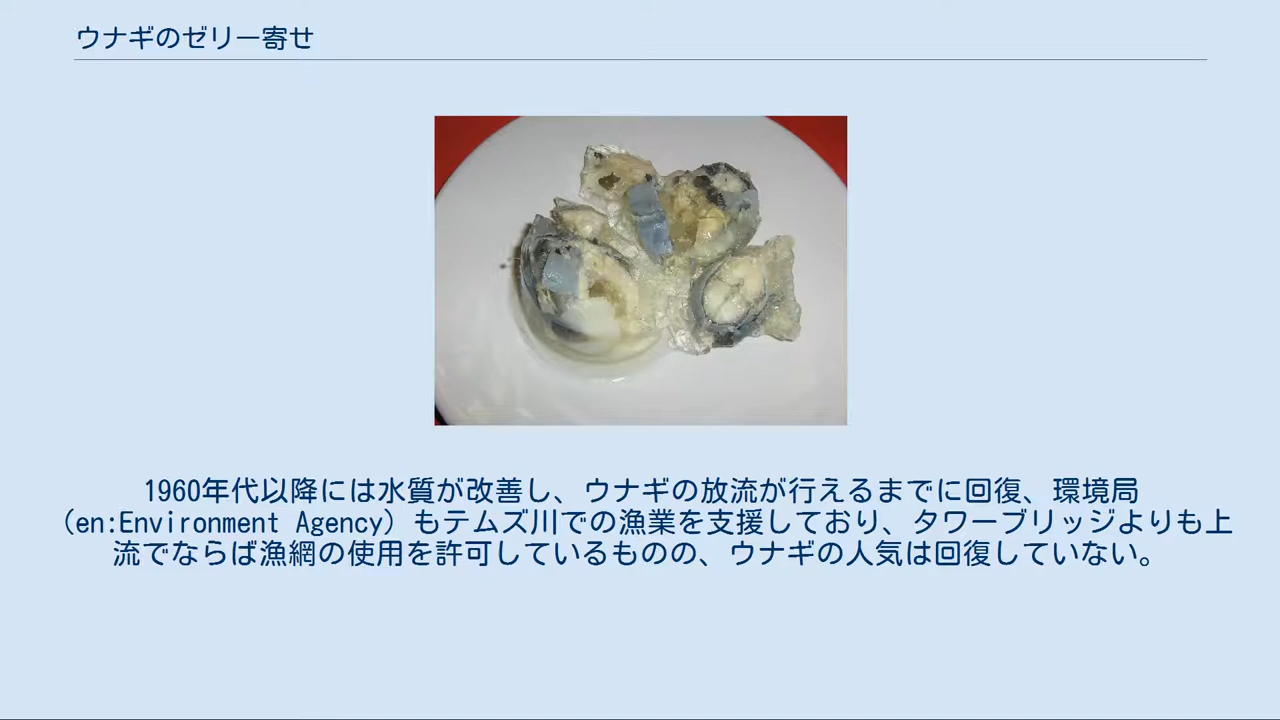 ウナギのゼリー寄せ
1960年代以降には水質が改善し、ウナギの放流が行えるまでに回復、環境局
（en:Environment Agency）もテムズ川での漁業を支援しており、タワーブリッジよりも上
流でならば漁網の使用を許可しているものの、ウナギの人気は回復していない。